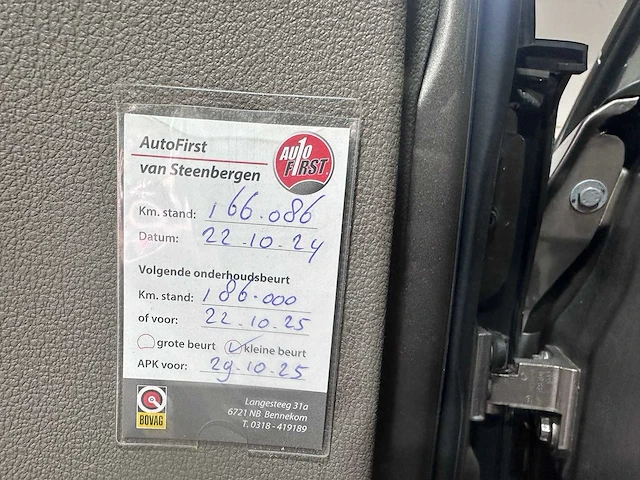 AutoFirst
van Steenbergen
AUTO FIRST
Km. stand: 166.086
Datum: 22.10.24
Volgende onderhoudsbeurt
Km. stand: 186.000
of voor: 22.10.25
grote beurt kleine beurt
APK voor: 29.10.25
BOVAG
Langesteeg 31a
6721 NB Bennekom
T. 0318 - 419189